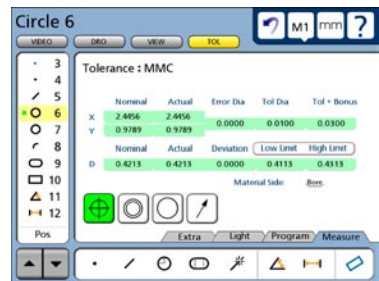 Circle 6
M1
mm
?
VIDEO
DRO
VIEW
TOL
3
4
5
6
7
8
9
10
11
12
Pos
Tolerance : MMC
Nominal Actual Error Dia Tol Dia Tol + Bonus
X 2.4456 2.4456
0.0000 0.0100 0.0300
Y 0.9789 0.9789
Nominal Actual Deviation Low Limit High Limit
D 0.4213 0.4213 0.0000 0.4113 0.4313
Material Side: Bore.
Extra Light Program Measure